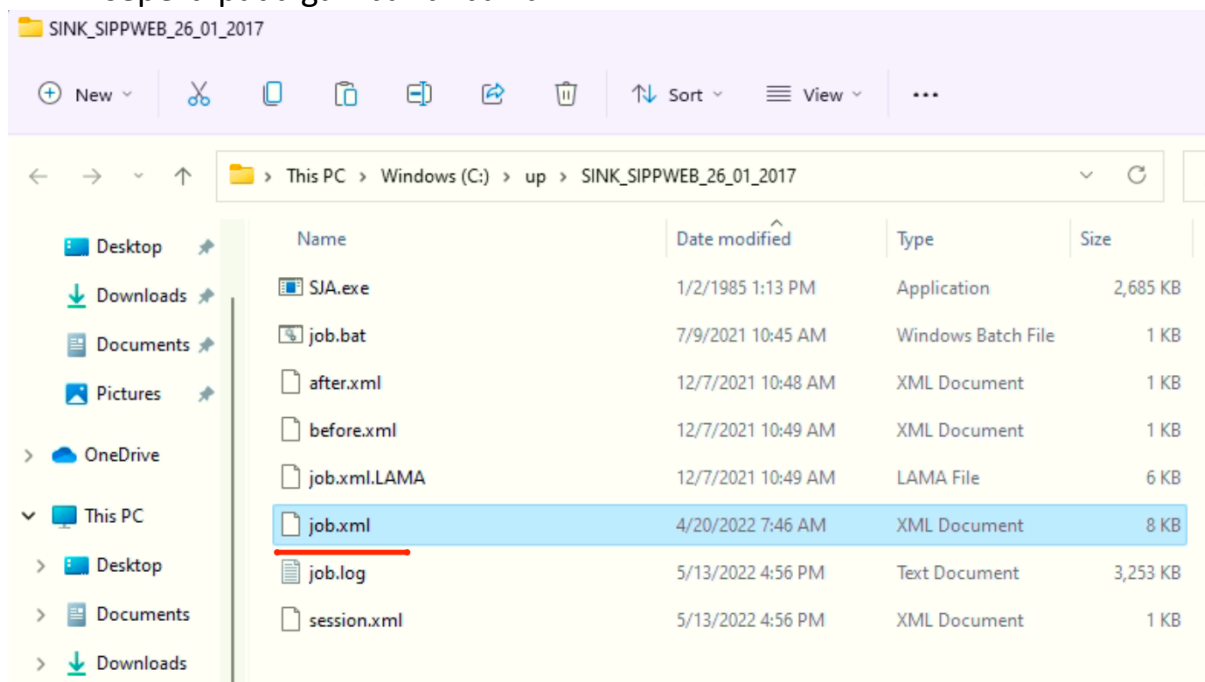 SINK_SIPPWEB_26_01_2017
New Sort View ...
This PC > Windows (C:) > up > SINK_SIPPWEB_26_01_2017
Name Date modified Type Size
Desktop
Downloads
Documents
Pictures
OneDrive
This PC
Desktop
Documents
Downloads
SJA.exe 1/2/1985 1:13 PM Application 2,685 KB
job.bat 7/9/2021 10:45 AM Windows Batch File 1 KB
after.xml 12/7/2021 10:48 AM XML Document 1 KB
before.xml 12/7/2021 10:49 AM XML Document 1 KB
job.xml.LAMA 12/7/2021 10:49 AM LAMA File 6 KB
job.xml 4/20/2022 7:46 AM XML Document 8 KB
job.log 5/13/2022 4:56 PM Text Document 3,253 KB
session.xml 5/13/2022 4:56 PM XML Document 1 KB